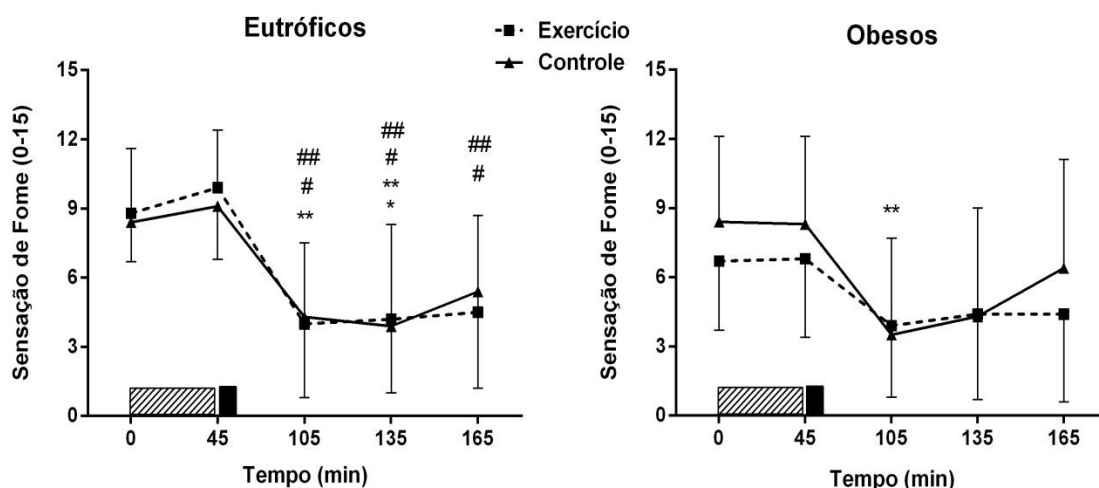 Eutróficos
Exercício
Controle
Obesos
Sensação de Fome (0-15)
15
12
9
6
3
0
##
#
**
##
#
**
*
##
#
0 45 105 135 165
Tempo (min)
Sensação de Fome (0-15)
15
12
9
6
3
0
**
0 45 105 135 165
Tempo (min)